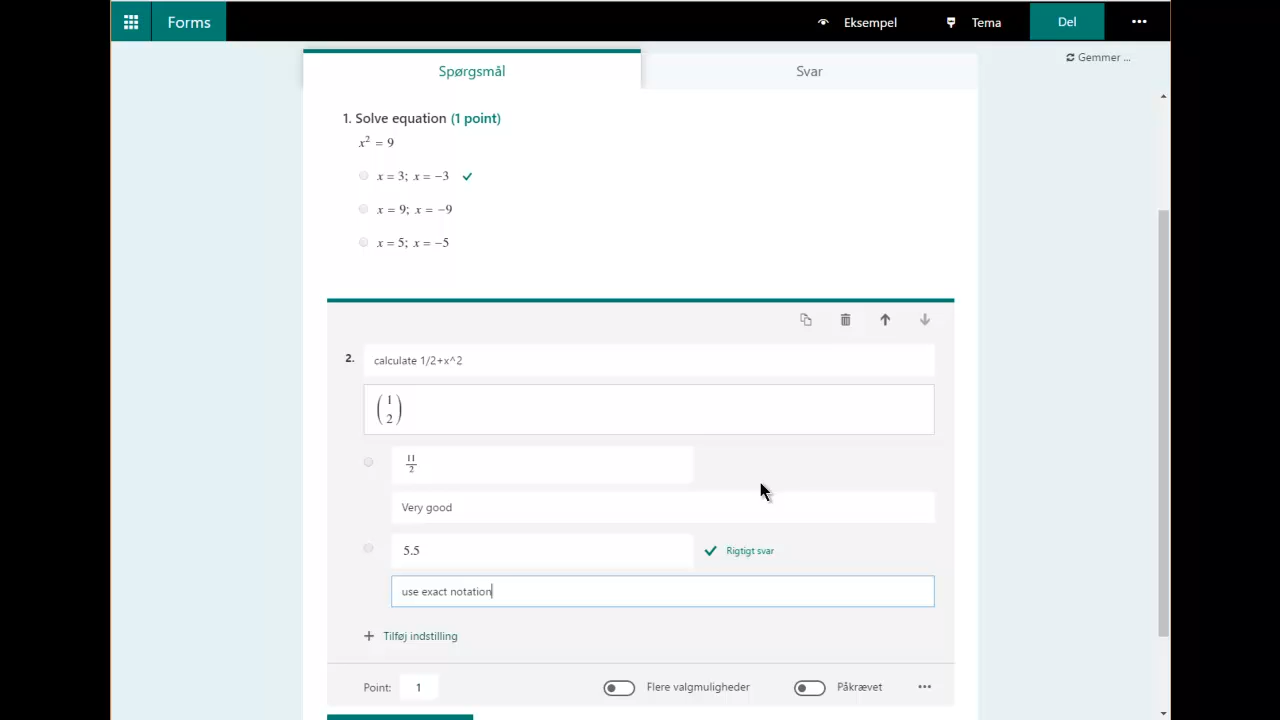 Forms Eksempel Tema Del
Spørgsmål Svar
Gemmer ...
1. Solve equation (1 point)
x² = 9
x = 3; x = −3
x = 9; x = −9
x = 5; x = −5
2. calculate 1/2+x^2
(1
2)
11/2
Very good
5.5 Rigtigt svar
use exact notation
Tilføj indstilling
Point: 1 Flere valgmuligheder Påkrævet